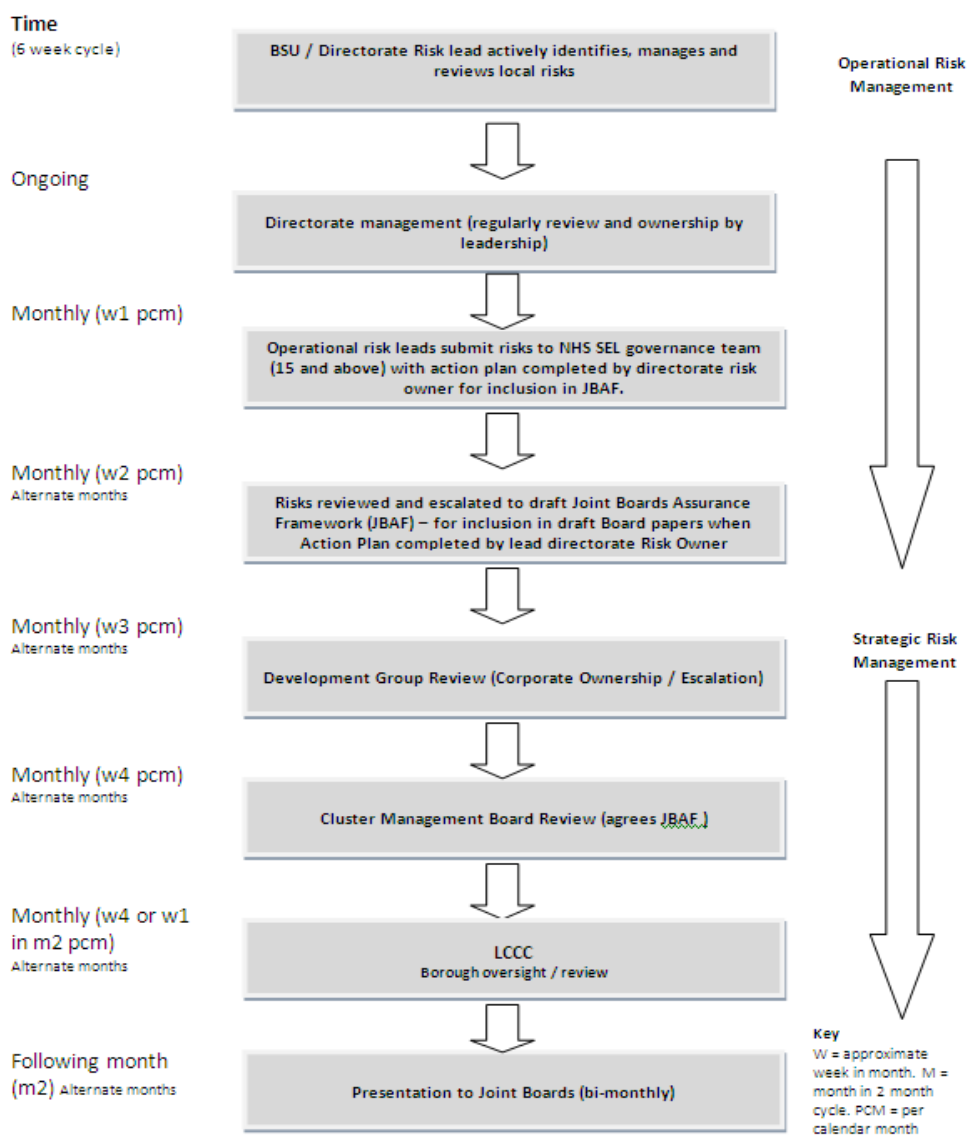 Time
(6 week cycle)
BSU / Directorate Risk lead actively identifies, manages and
reviews local risks
Operational Risk
Management
Ongoing
Directorate management (regularly review and ownership by
leadership)
Monthly (w1 pcm)
Operational risk leads submit risks to NHS SEL governance team
(15 and above) with action plan completed by directorate risk
owner for inclusion in JBAF.
Monthly (w2 pcm)
Alternate months
Risks reviewed and escalated to draft Joint Boards Assurance
Framework (JBAF) – for inclusion in draft Board papers when
Action Plan completed by lead directorate Risk Owner
Monthly (w3 pcm)
Alternate months
Strategic Risk
Management
Development Group Review (Corporate Ownership / Escalation)
Monthly (w4 pcm)
Alternate months
Cluster Management Board Review (agrees JBAF )
Monthly (w4 or w1
in m2 pcm)
Alternate months
LCCC
Borough oversight / review
Following month
(m2) Alternate months
Presentation to Joint Boards (bi-monthly)
Key
W = approximate
week in month. M =
month in 2 month
cycle. PCM = per
calendar month